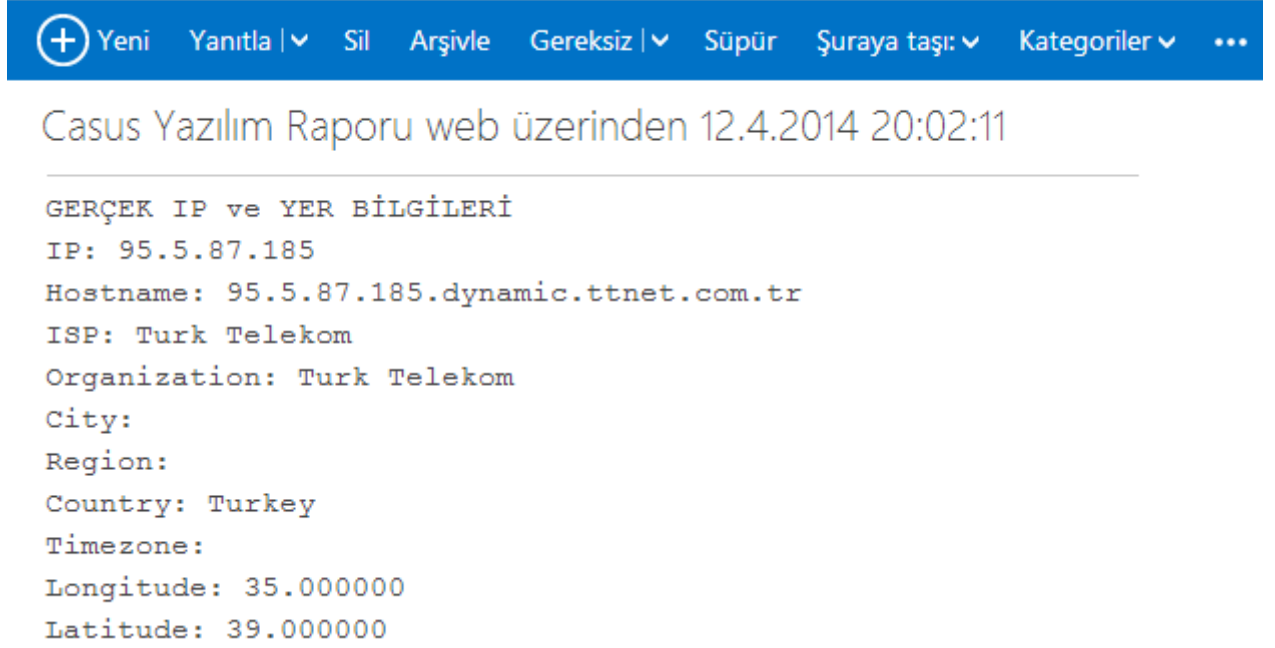 Yeni Yanıtla Sil Arşivle Gereksiz Süpür Şuraya taşı: Kategoriler •••
Casus Yazılım Raporu web üzerinden 12.4.2014 20:02:11
GERÇEK IP ve YER BİLGİLERİ
IP: 95.5.87.185
Hostname: 95.5.87.185.dynamic.ttnet.com.tr
ISP: Turk Telekom
Organization: Turk Telekom
City:
Region:
Country: Turkey
Timezone:
Longitude: 35.000000
Latitude: 39.000000